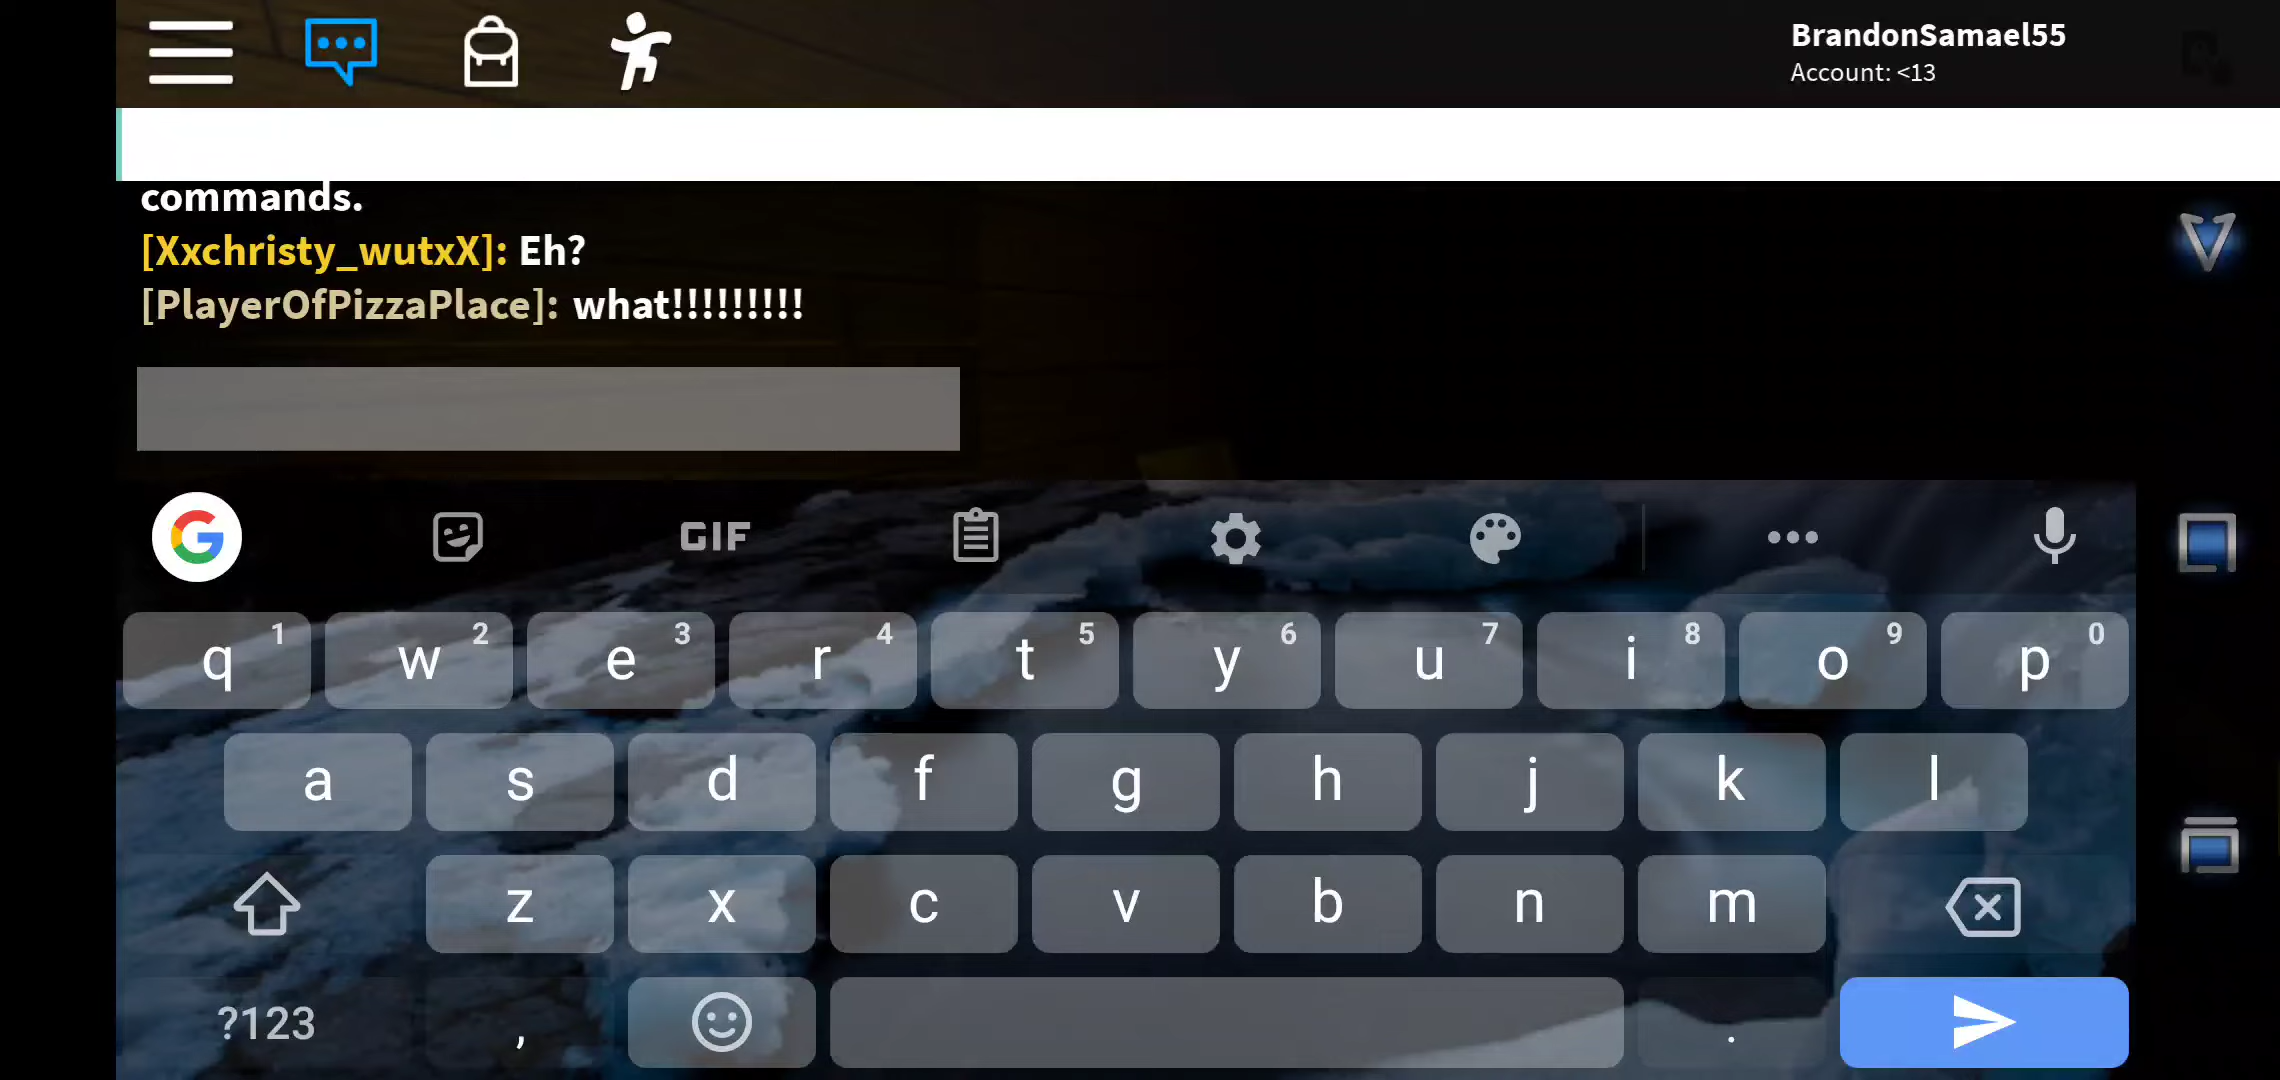 BrandonSamael55
Account: <13
commands.
[Xxchristy_wutxX]: Eh?
[PlayerOfPizzaPlace]: what!!!!!!!!!
GIF
q 1 w 2 e 3 r 4 t 5 y 6 u 7 i 8 o 9 p 0
a s d f g h j k l
z x c v b n m
?123 , .